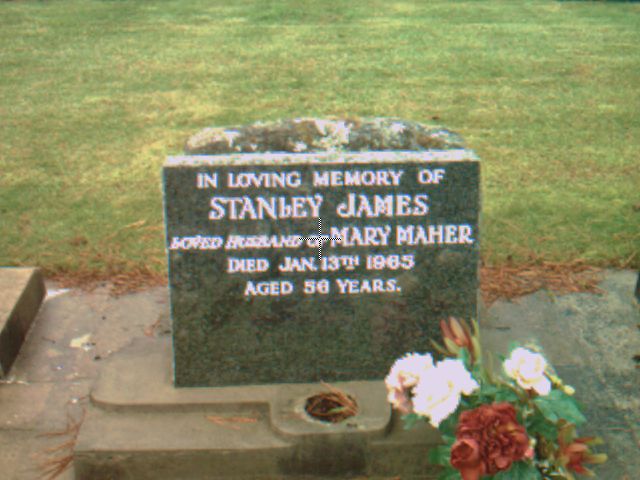 IN LOVING MEMORY OF
STANLEY JAMES
LOVED HUSBAND OF MARY MAHER
DIED JAN. 13TH 1965
AGED 56 YEARS.